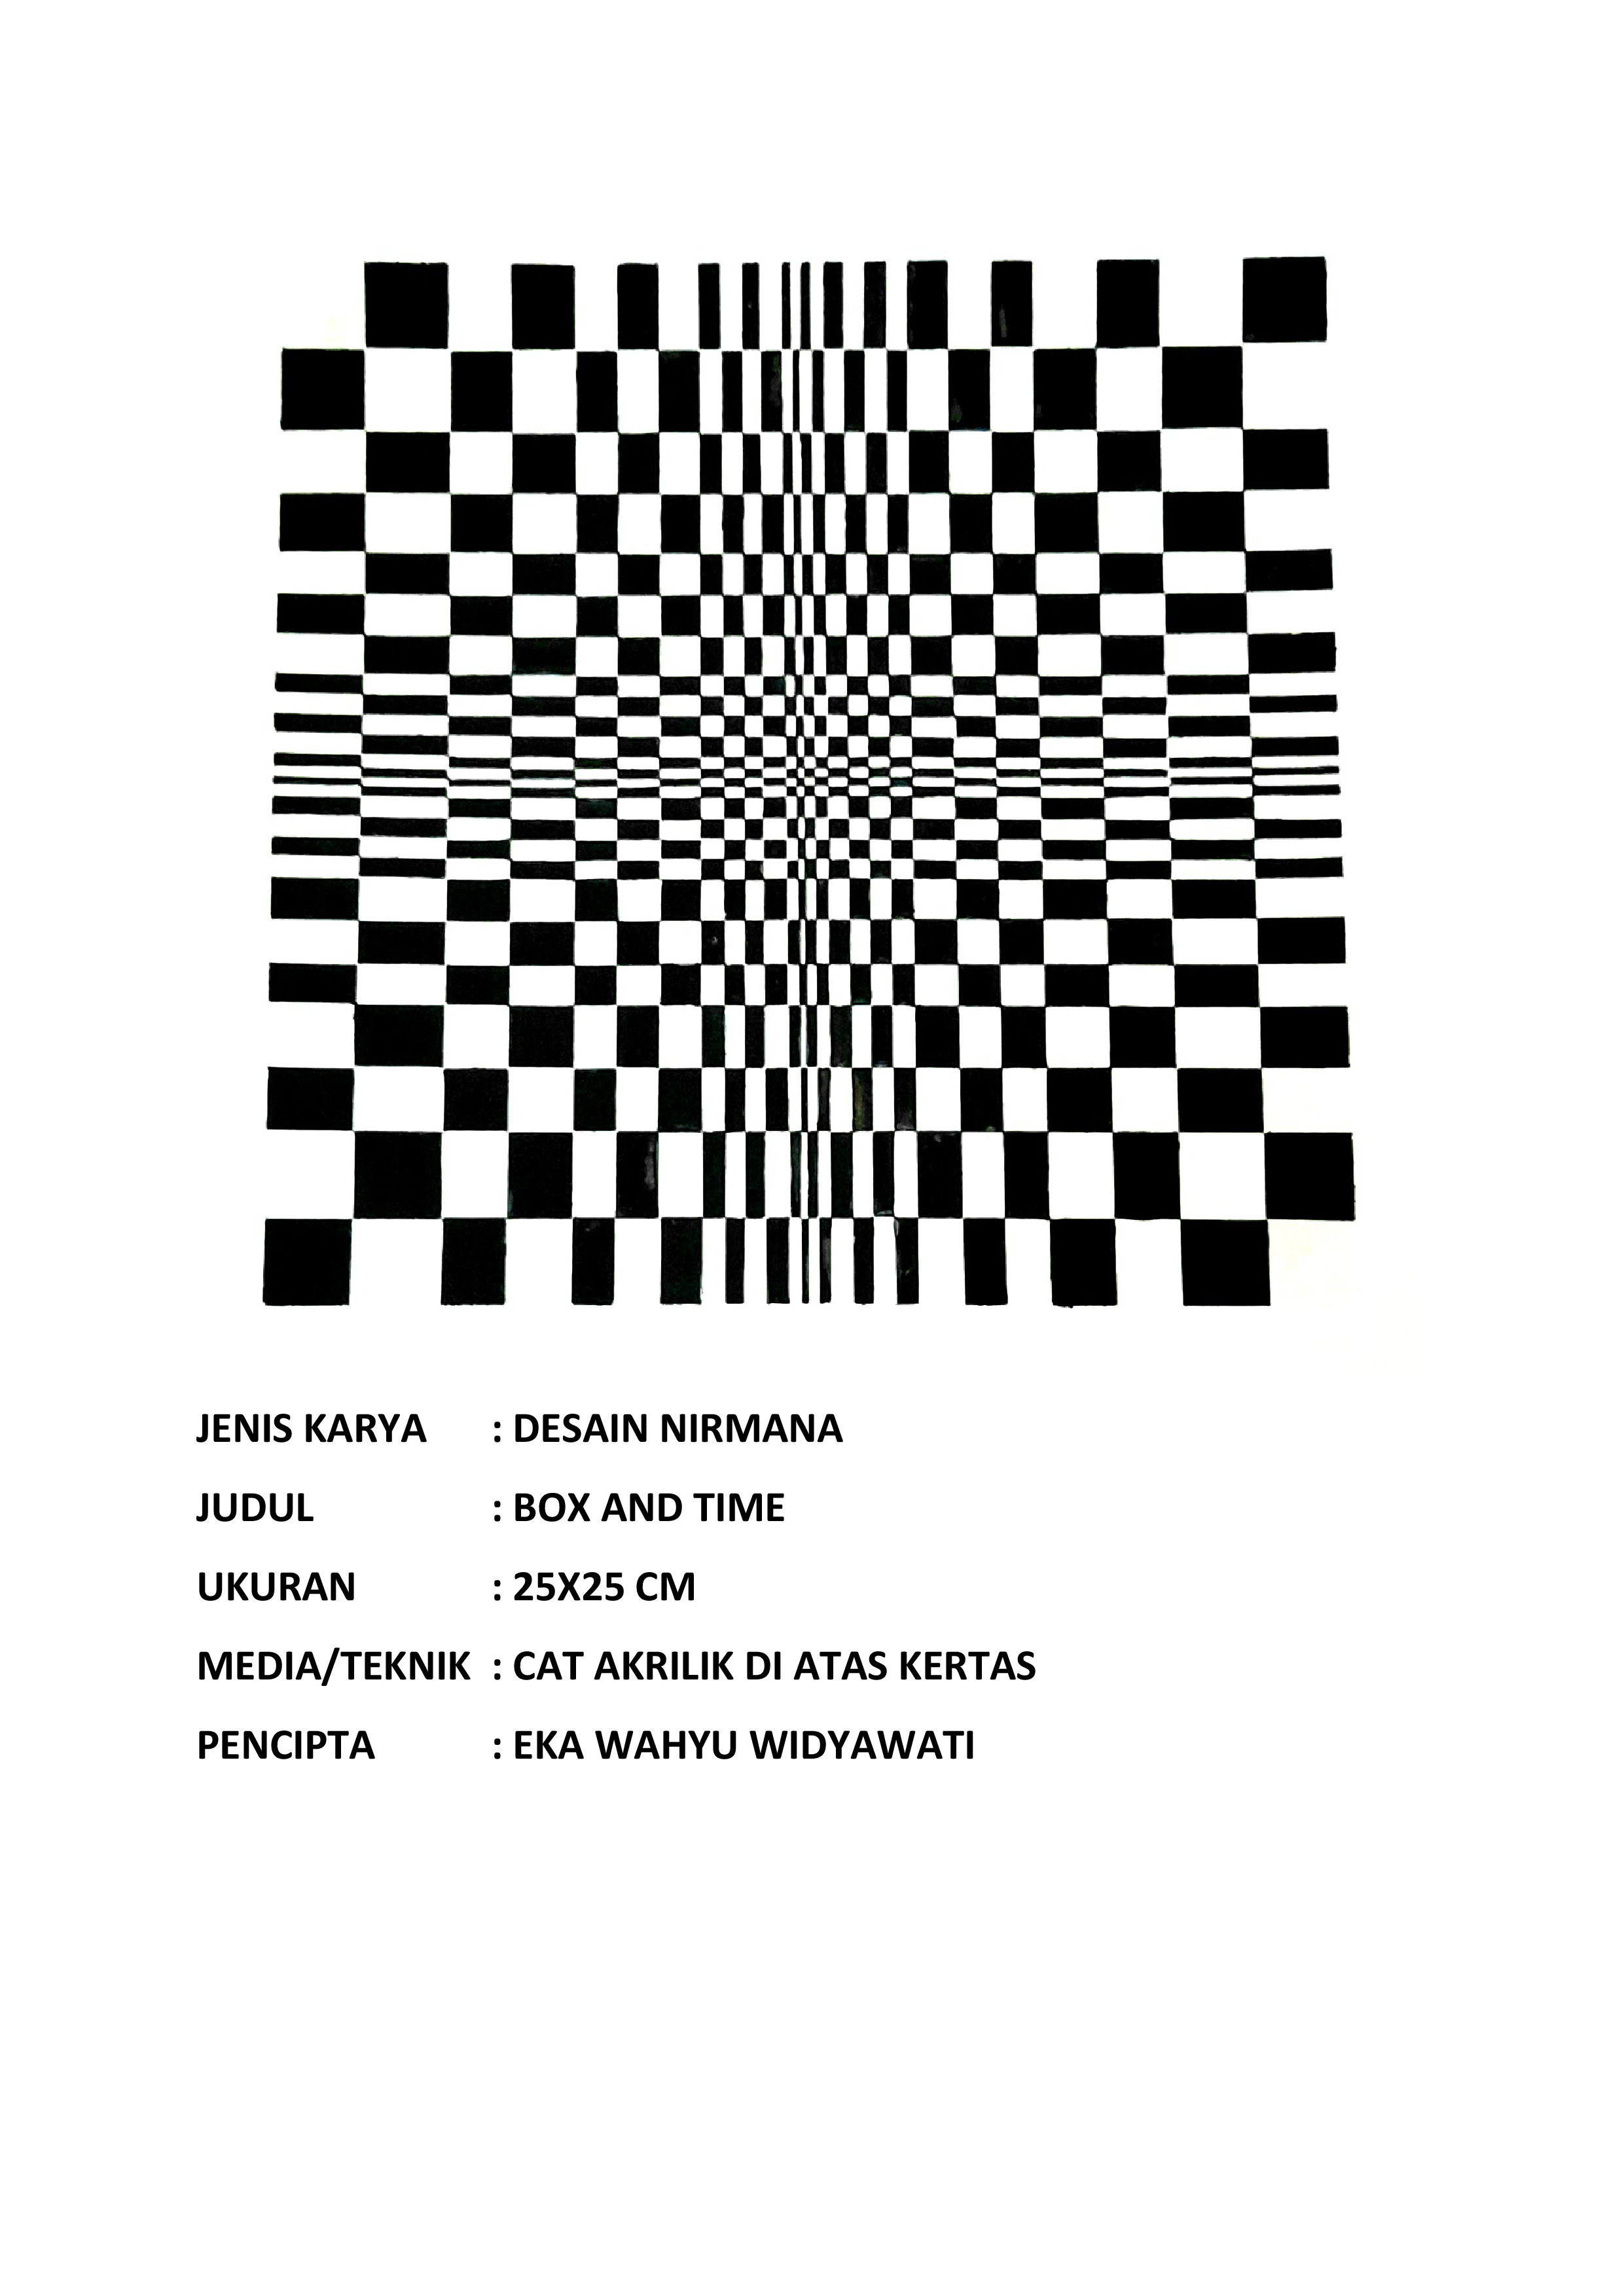 JENIS KARYA : DESAIN NIRMANA
JUDUL : BOX AND TIME
UKURAN : 25X25 CM
MEDIA/TEKNIK : CAT AKRILIK DI ATAS KERTAS
PENCIPTA : EKA WAHYU WIDYAWATI